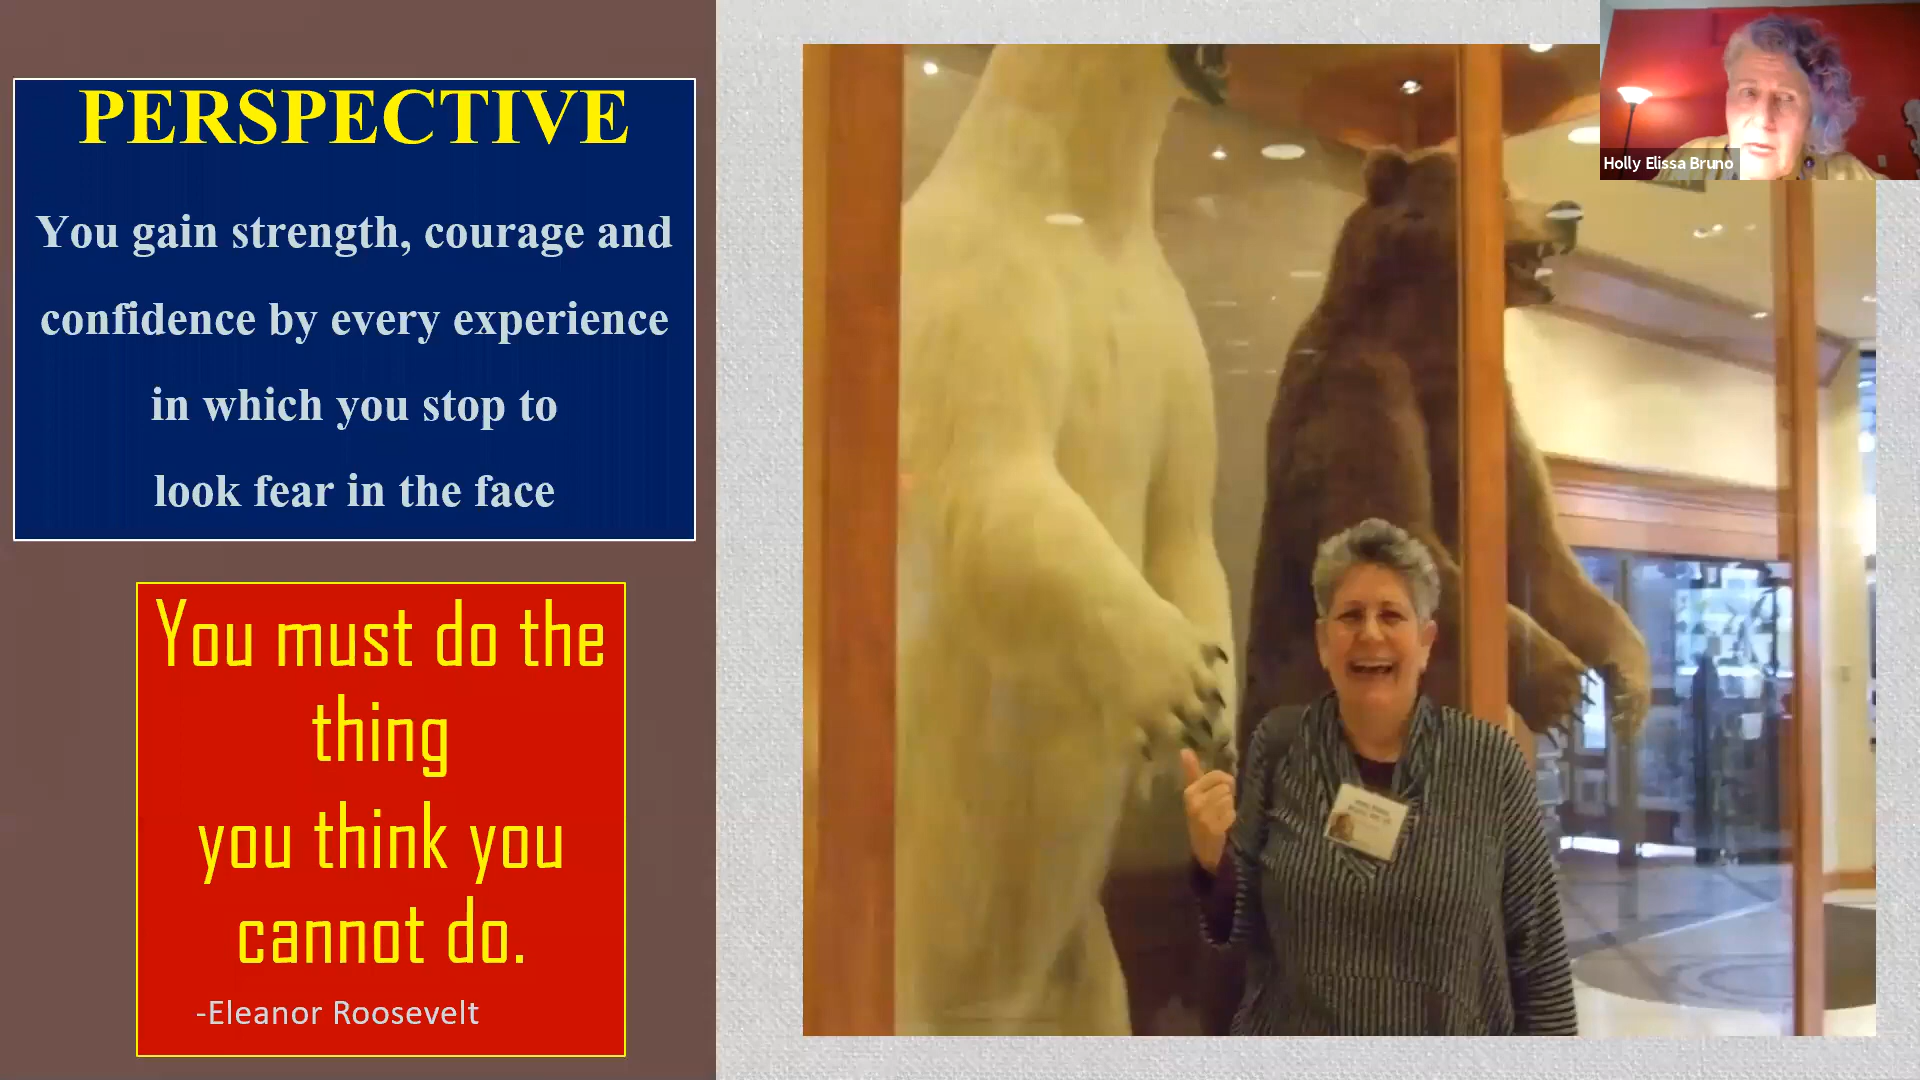 PERSPECTIVE
You gain strength, courage and
confidence by every experience
in which you stop to
look fear in the face
You must do the
thing
you think you
cannot do.
-Eleanor Roosevelt
Holly Elissa Bruno